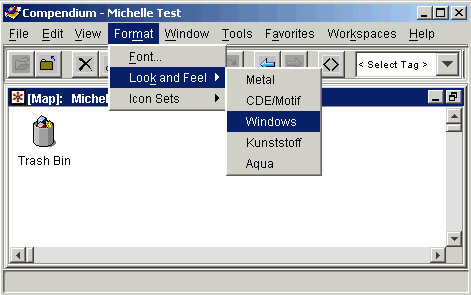 Compendium - Michelle Test
File Edit View Format Window Tools Favorites Workspaces Help
< Select Tag >
Font...
Look and Feel
Icon Sets
Metal
CDE/Motif
Windows
Kunststoff
Aqua
[Map]: Michel
Trash Bin